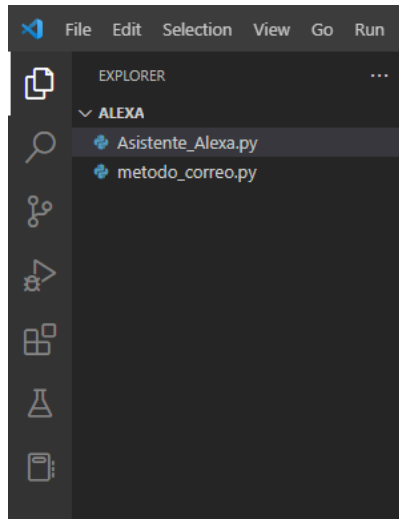 File Edit Selection View Go Run
EXPLORER ...
ALEXA
Asistente_Alexa.py
metodo_correo.py